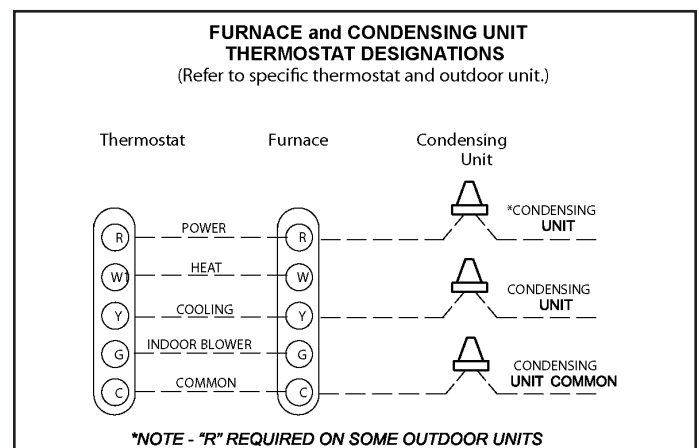 FURNACE and CONDENSING UNIT
THERMOSTAT DESIGNATIONS
(Refer to specific thermostat and outdoor unit.)
Thermostat Furnace Condensing
Unit
R POWER R *CONDENSING
UNIT
W1 HEAT W
Y COOLING Y CONDENSING
UNIT
G INDOOR BLOWER G
C COMMON C CONDENSING
UNIT COMMON
*NOTE - "R" REQUIRED ON SOME OUTDOOR UNITS